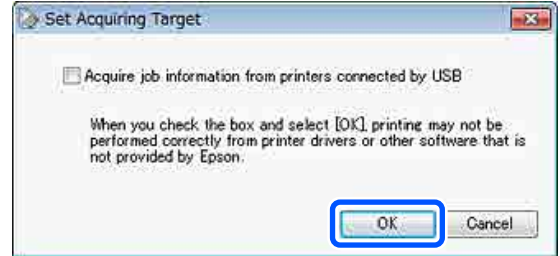 Set Acquiring Target
Acquire job information from printers connected by USB
When you check the box and select [OK], printing may not be
performed correctly from printer drivers or other software that is
not provided by Epson.
OK Cancel